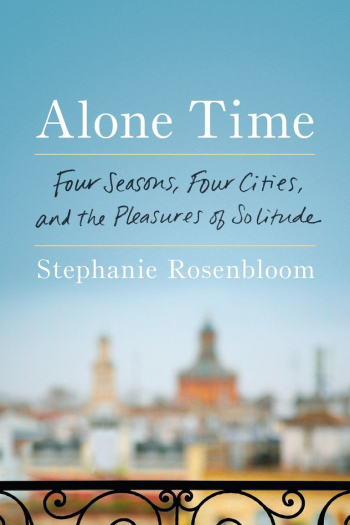 Alone Time
Four Seasons, Four Cities,
and the Pleasures of Solitude
Stephanie Rosenbloom